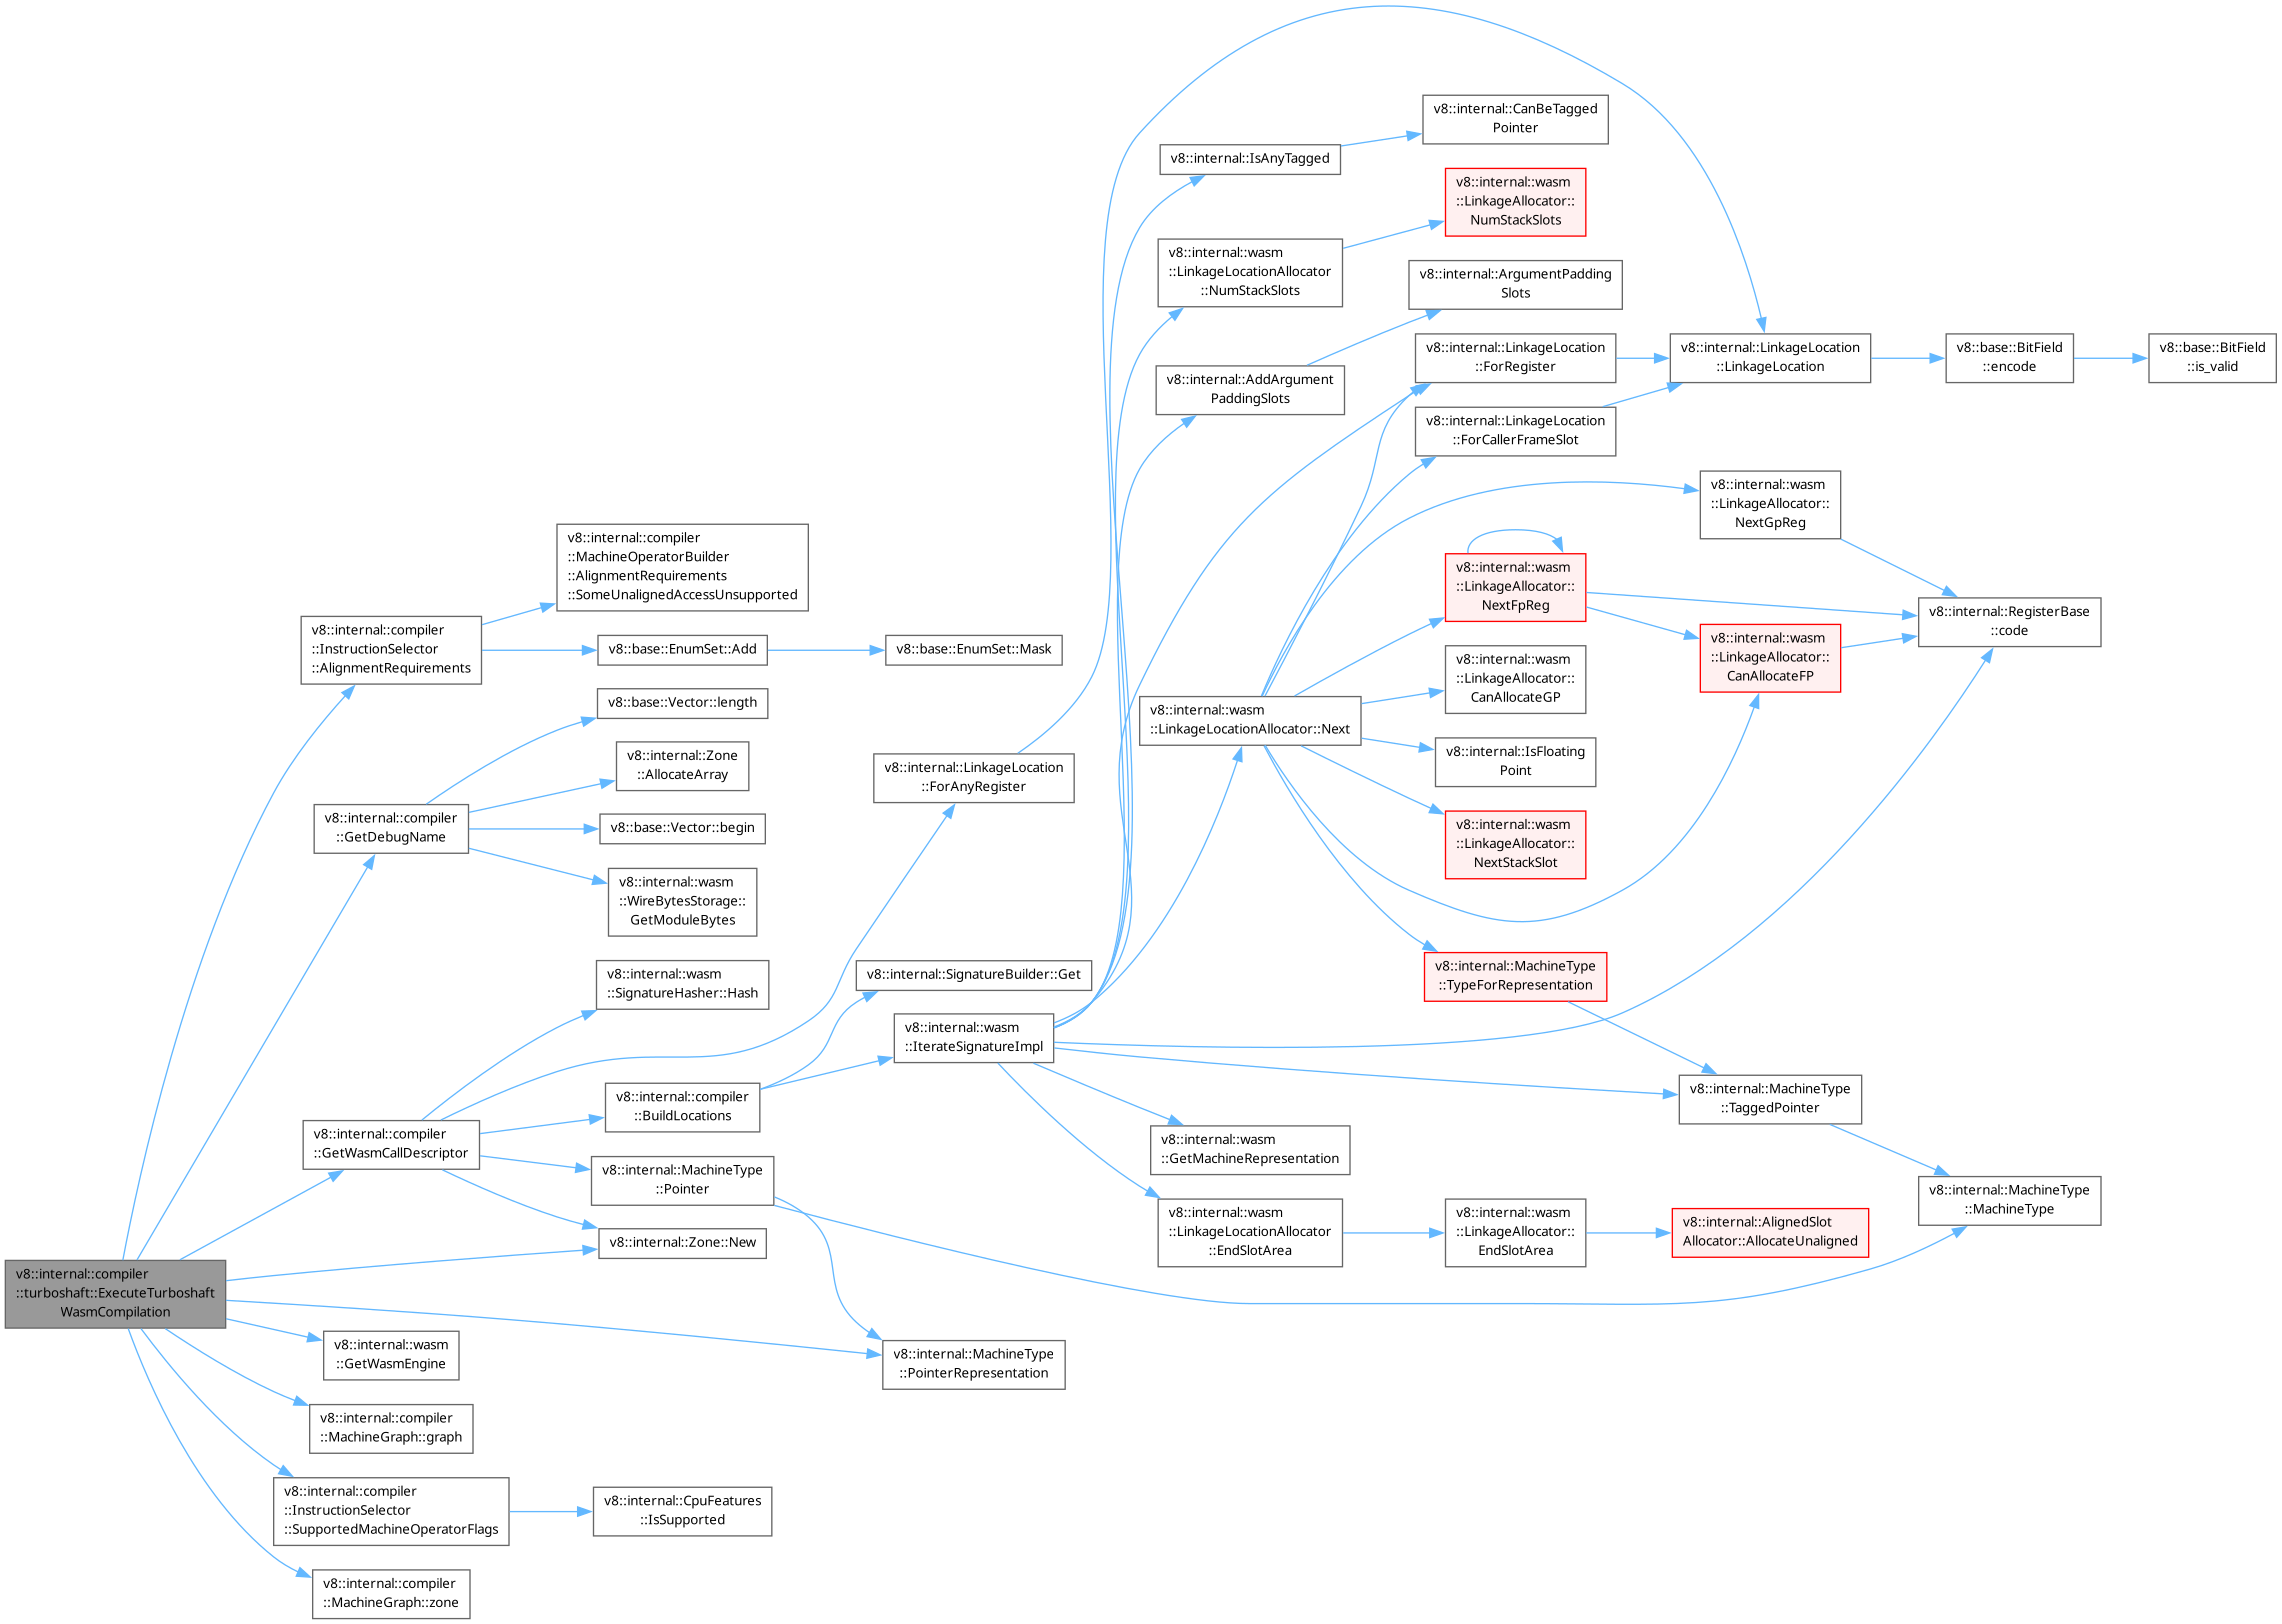 v8::internal::compiler
::turboshaft::ExecuteTurboshaft
WasmCompilation
v8::internal::compiler
::InstructionSelector
::AlignmentRequirements
v8::internal::compiler
::MachineOperatorBuilder
::AlignmentRequirements
::SomeUnalignedAccessUnsupported
v8::base::EnumSet::Add
v8::base::EnumSet::Mask
v8::internal::compiler
::GetDebugName
v8::base::Vector::length
v8::internal::Zone
::AllocateArray
v8::base::Vector::begin
v8::internal::wasm
::WireBytesStorage::
GetModuleBytes
v8::internal::compiler
::GetWasmCallDescriptor
v8::internal::wasm
::SignatureHasher::Hash
v8::internal::LinkageLocation
::ForAnyRegister
v8::internal::compiler
::BuildLocations
v8::internal::MachineType
::Pointer
v8::internal::Zone::New
v8::internal::SignatureBuilder::Get
v8::internal::wasm
::IterateSignatureImpl
v8::internal::IsAnyTagged
v8::internal::CanBeTagged
Pointer
v8::internal::wasm
::LinkageLocationAllocator
::NumStackSlots
v8::internal::wasm
::LinkageAllocator::
NumStackSlots
v8::internal::AddArgument
PaddingSlots
v8::internal::ArgumentPadding
Slots
v8::internal::LinkageLocation
::ForRegister
v8::internal::LinkageLocation
::LinkageLocation
v8::base::BitField
::encode
v8::base::BitField
::is_valid
v8::internal::LinkageLocation
::ForCallerFrameSlot
v8::internal::wasm
::LinkageAllocator::
NextGpReg
v8::internal::wasm
::LinkageAllocator::
NextFpReg
v8::internal::RegisterBase
::code
v8::internal::wasm
::LinkageAllocator::
CanAllocateFP
v8::internal::wasm
::LinkageLocationAllocator::Next
v8::internal::wasm
::LinkageAllocator::
CanAllocateGP
v8::internal::IsFloating
Point
v8::internal::wasm
::LinkageAllocator::
NextStackSlot
v8::internal::MachineType
::TypeForRepresentation
v8::internal::MachineType
::TaggedPointer
v8::internal::MachineType
::MachineType
v8::internal::wasm
::GetMachineRepresentation
v8::internal::wasm
::LinkageLocationAllocator
::EndSlotArea
v8::internal::wasm
::LinkageAllocator::
EndSlotArea
v8::internal::AlignedSlot
Allocator::AllocateUnaligned
v8::internal::MachineType
::PointerRepresentation
v8::internal::wasm
::GetWasmEngine
v8::internal::compiler
::MachineGraph::graph
v8::internal::compiler
::InstructionSelector
::SupportedMachineOperatorFlags
v8::internal::CpuFeatures
::IsSupported
v8::internal::compiler
::MachineGraph::zone